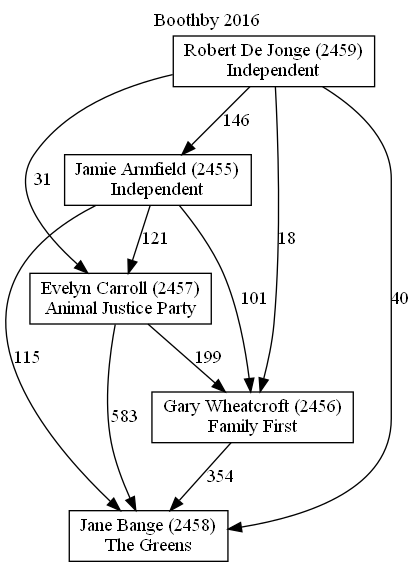 Boothby 2016
Robert De Jonge (2459)
Independent
146
Jamie Armfield (2455)
Independent
31
121
18
Evelyn Carroll (2457)
Animal Justice Party
101
40
115
199
583
Gary Wheatcroft (2456)
Family First
354
Jane Bange (2458)
The Greens